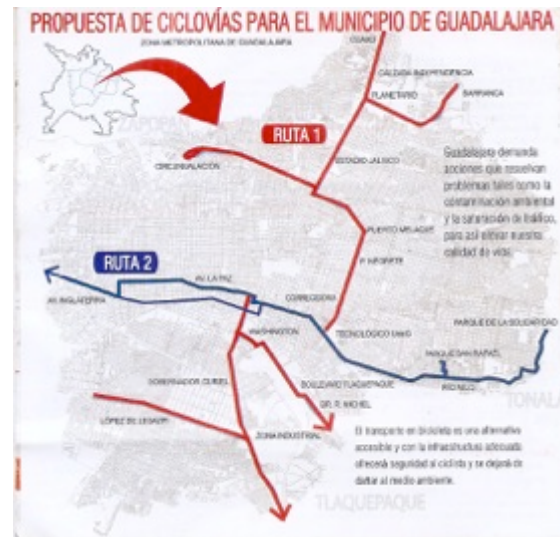 PROPUESTA DE CICLOVÍAS PARA EL MUNICIPIO DE GUADALAJARA
ZONA METROPOLITANA DE GUADALAJARA
CUAAD
CALZADA INDEPENDENCIA
PLANETARIO
BARRANCA
ZAPOPAN
RUTA 1
CIRCUNVALACIÓN
ESTADIO JALISCO
Guadalajara demanda
acciones que resuelvan
problemas tales como la
contaminación ambiental
y la saturación de tráfico,
para así elevar nuestra
calidad de vida.
PUERTO MELAQUE
P. NEGRETE
RUTA 2
AV. LA PAZ
AV. INGLATERRA
CORREGIDORA
WASHINGTON
TECNOLÓGICO UdeG
PARQUE DE LA SOLIDARIDAD
PARQUE SAN RAFAEL
RÍO NILO
TONALÁ
GOBERNADOR CURIEL
BOULEVARD TLAQUEPAQUE
DR. R. MICHEL
LÓPEZ DE LEGAZPI
ZONA INDUSTRIAL
El transporte en bicicleta es una alternativa
accesible y con la infraestructura adecuada
ofrecerá seguridad al ciclista y se dejará de
dañar al medio ambiente.
TLAQUEPAQUE